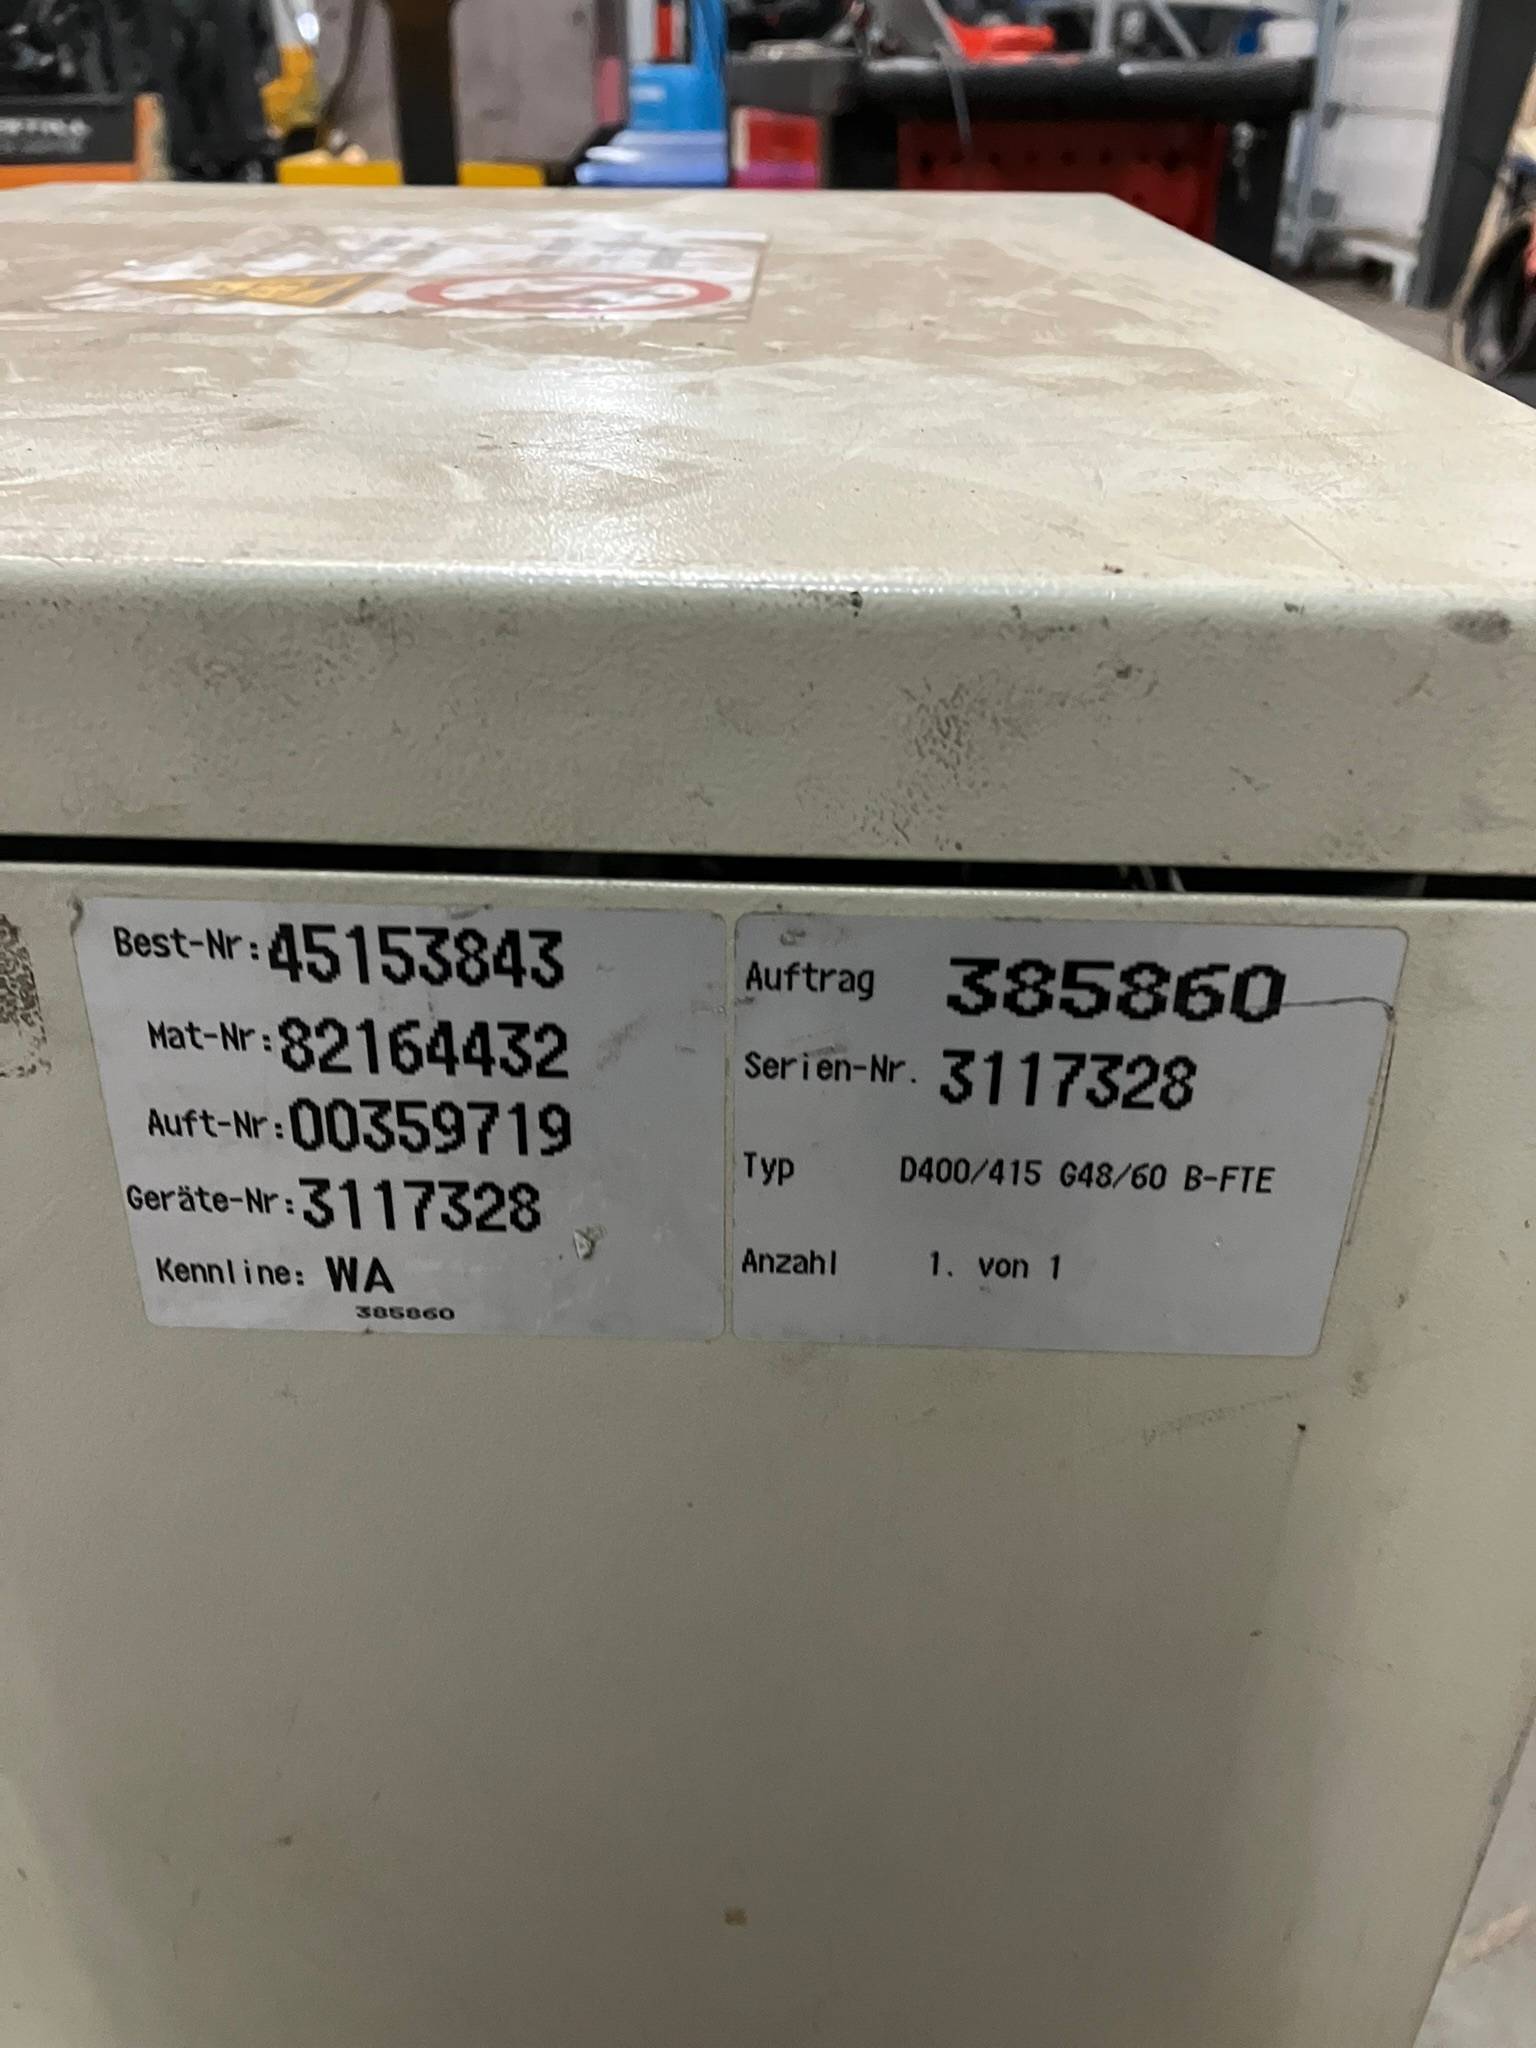 Best-Nr: 45153843
Mat-Nr: 82164432
Auft-Nr: 00359719
Geräte-Nr: 3117328
Kennline: WA
385860
Auftrag 385860
Serien-Nr. 3117328
Typ D400/415 G48/60 B-FTE
Anzahl 1. von 1